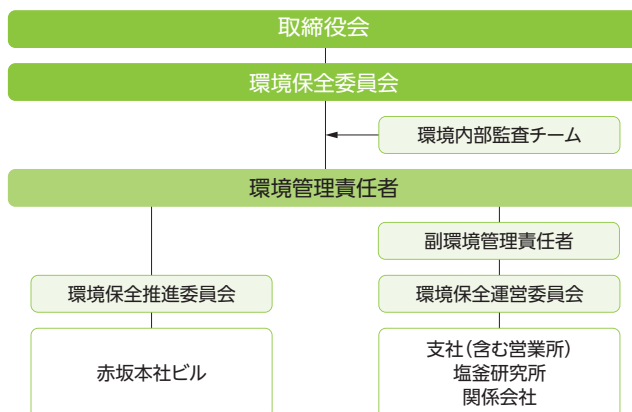 取締役会
環境保全委員会
環境内部監査チーム
環境管理責任者
副環境管理責任者
環境保全推進委員会
環境保全運営委員会
赤坂本社ビル
支社(含む営業所)
塩釜研究所
関係会社